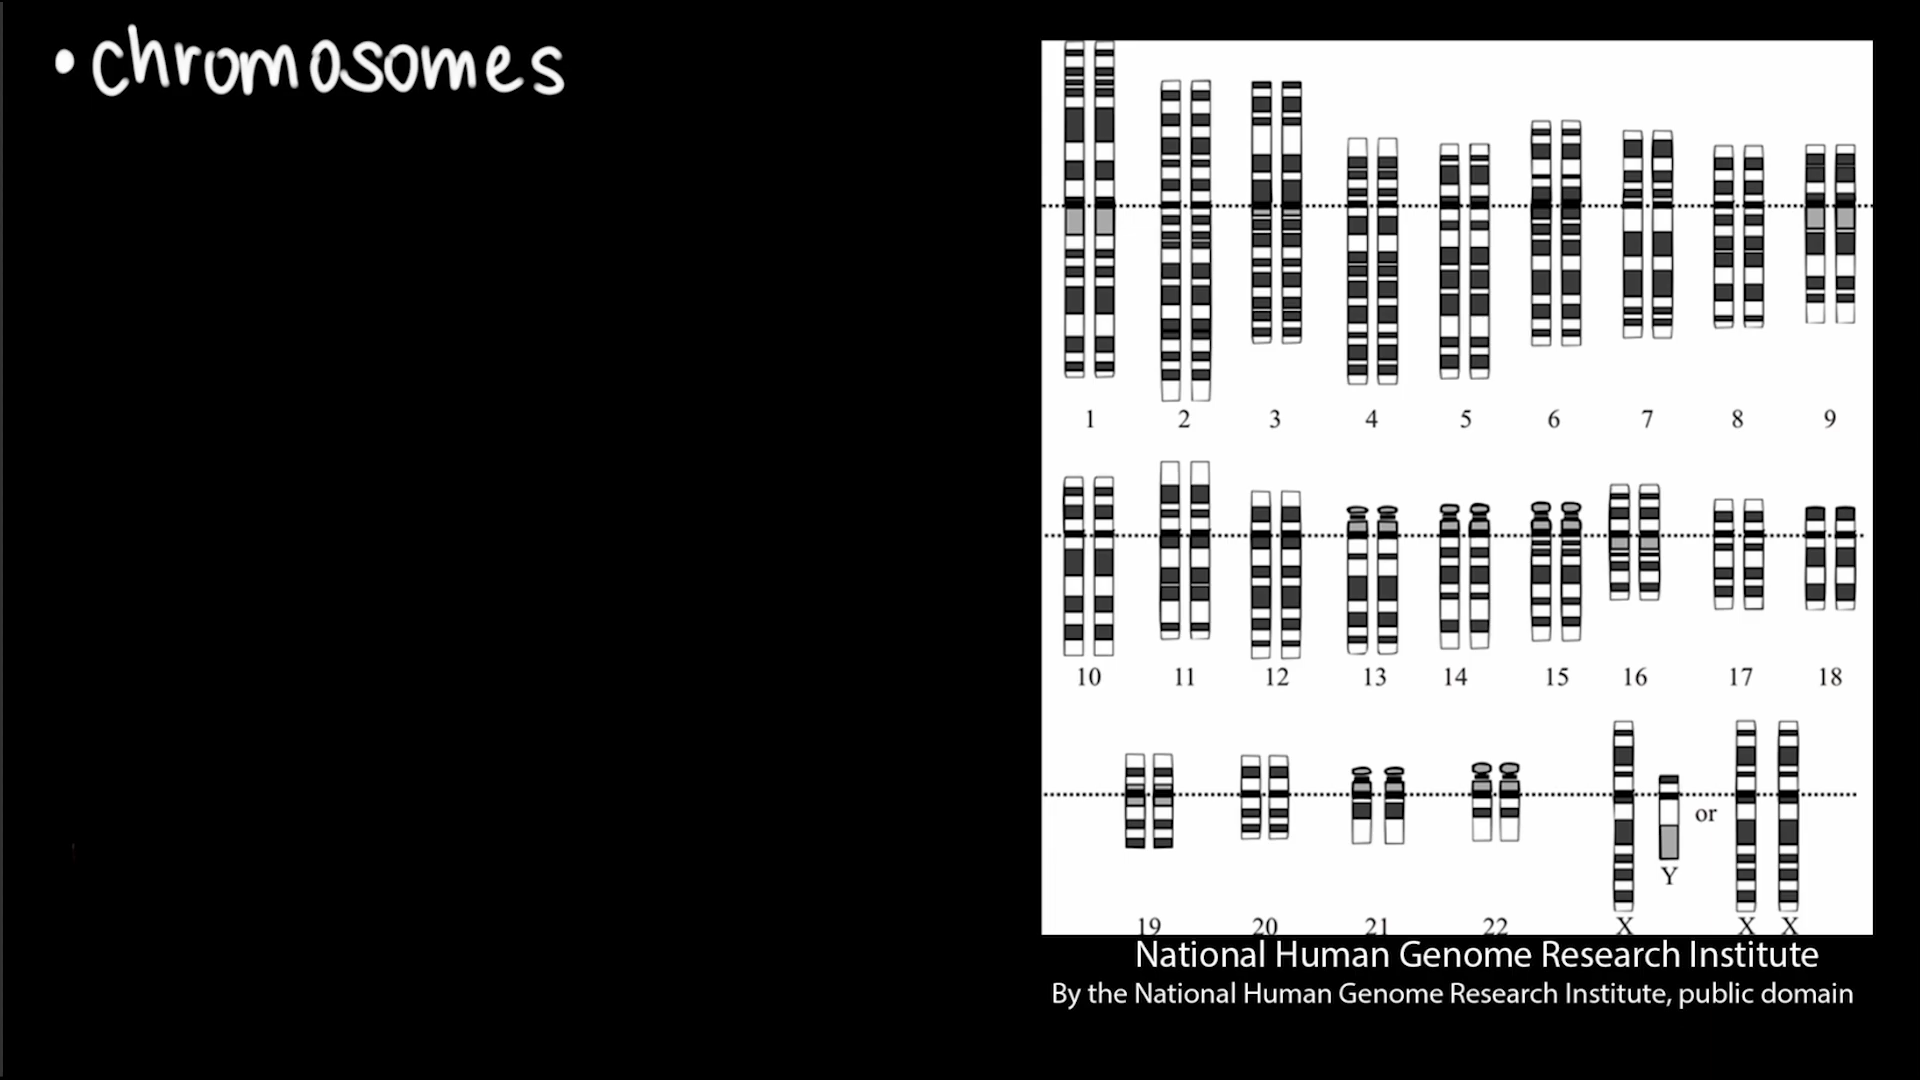 • chromosomes
1 2 3 4 5 6 7 8 9
10 11 12 13 14 15 16 17 18
or
Y
19 20 21 22 X X X
National Human Genome Research Institute
By the National Human Genome Research Institute, public domain